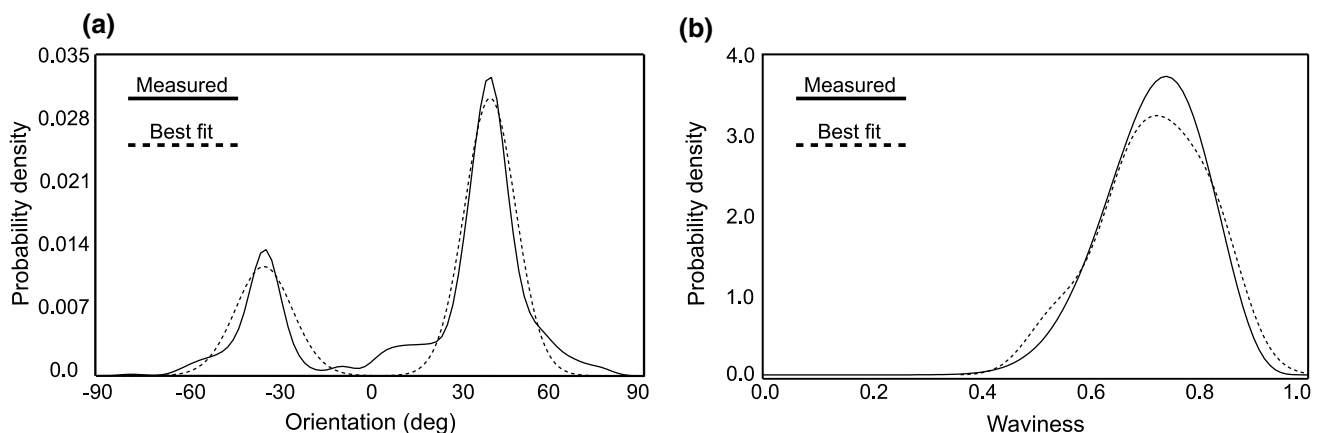 (a)
0.035
0.028
0.021
0.014
0.007
0.0
Probability density
Measured
Best fit
-90
-60
-30
0
30
60
90
Orientation (deg)
(b)
4.0
3.0
2.0
1.0
0.0
Probability density
Measured
Best fit
0.0
0.2
0.4
0.6
0.8
1.0
Waviness